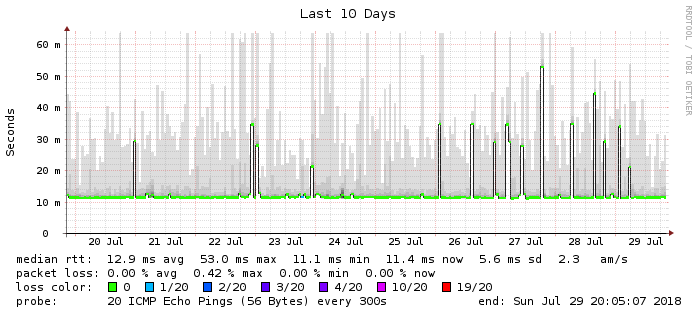 Last 10 Days
RRDTOOL / TOBI OETIKER
Seconds
60 m
50 m
40 m
30 m
20 m
10 m
0
20 Jul 21 Jul 22 Jul 23 Jul 24 Jul 25 Jul 26 Jul 27 Jul 28 Jul 29 Jul
median rtt: 12.9 ms avg 53.0 ms max 11.1 ms min 11.4 ms now 5.6 ms sd 2.3 am/s
packet loss: 0.00 % avg 0.42 % max 0.00 % min 0.00 % now
loss color: 0 1/20 2/20 3/20 4/20 10/20 19/20
probe: 20 ICMP Echo Pings (56 Bytes) every 300s end: Sun Jul 29 20:05:07 2018